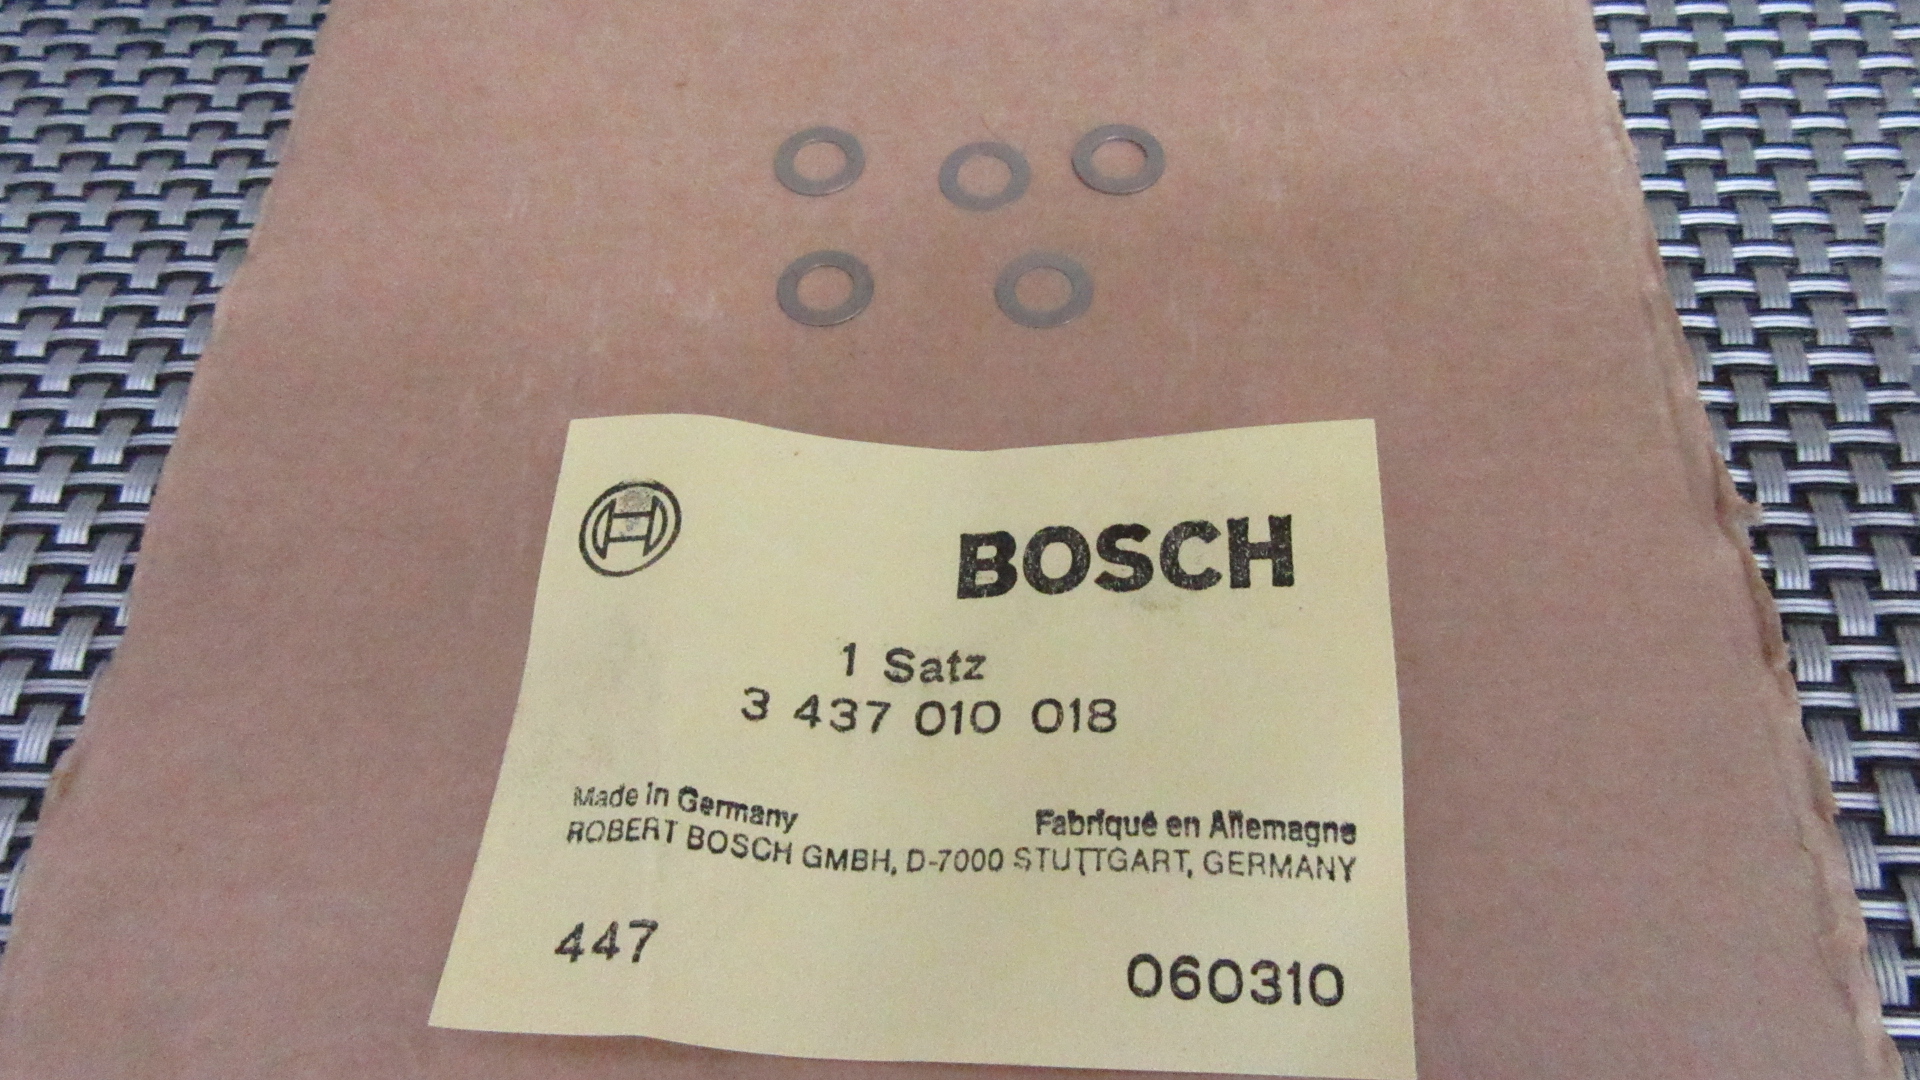 BOSCH
1 Satz
3 437 010 018
Made in Germany Fabriqué en Allemagne
ROBERT BOSCH GMBH, D-7000 STUTTGART, GERMANY
447 060310